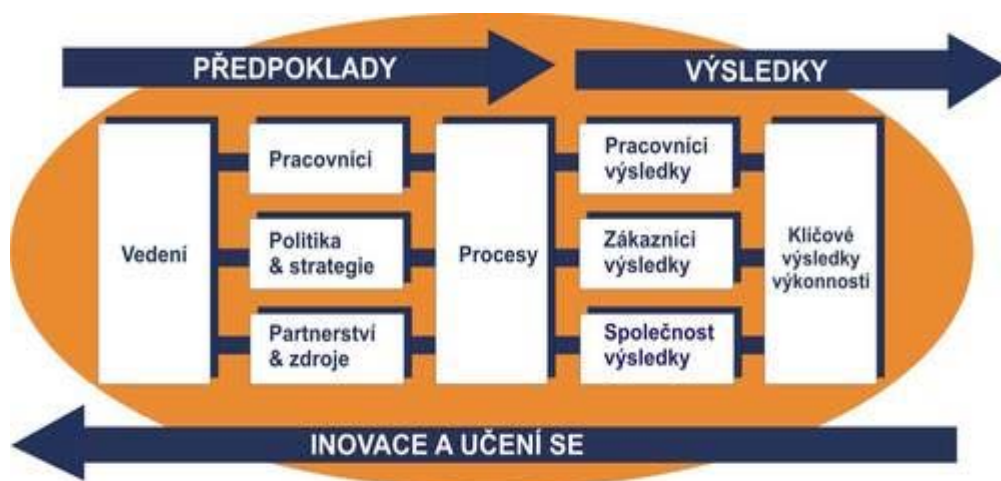 PŘEDPOKLADY
VÝSLEDKY
Vedení
Pracovníci
Politika
& strategie
Partnerství
& zdroje
Procesy
Pracovníci
výsledky
Zákazníci
výsledky
Společnost
výsledky
Klíčové
výsledky
výkonnosti
INOVACE A UČENÍ SE